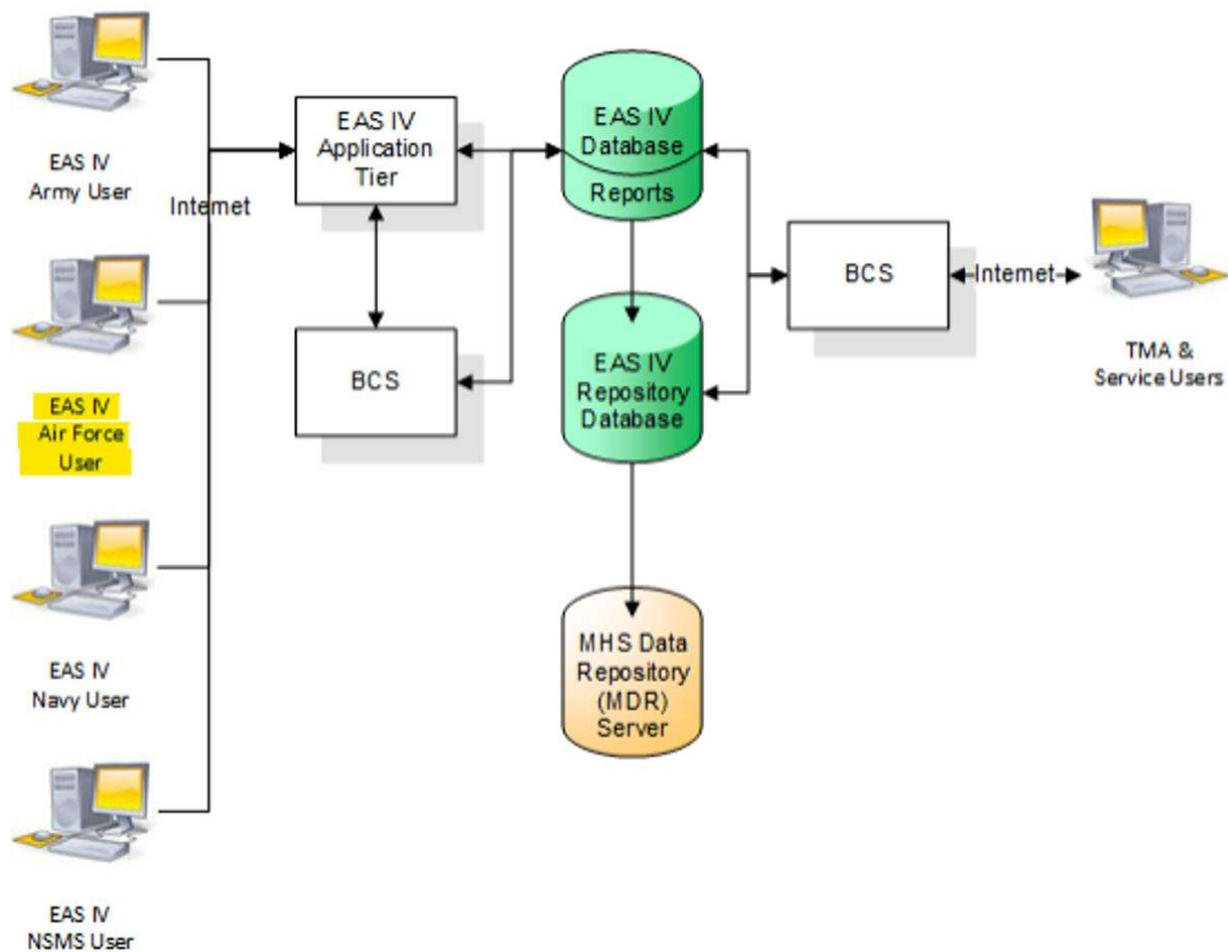 EAS IV
Army User
EAS IV
Air Force
User
EAS IV
Navy User
EAS IV
NSMS User
Internet
EAS IV
Application
Tier
BCS
EAS IV
Database
Reports
EAS IV
Repository
Database
MHS Data
Repository
(MDR)
Server
BCS
Internet
TMA &
Service Users